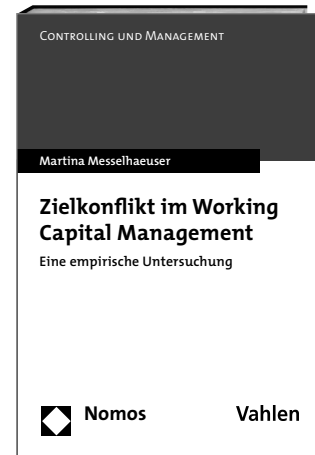 Controlling und Management
Martina Messelhaeuser
Zielkonflikt im Working
Capital Management
Eine empirische Untersuchung
Nomos
Vahlen